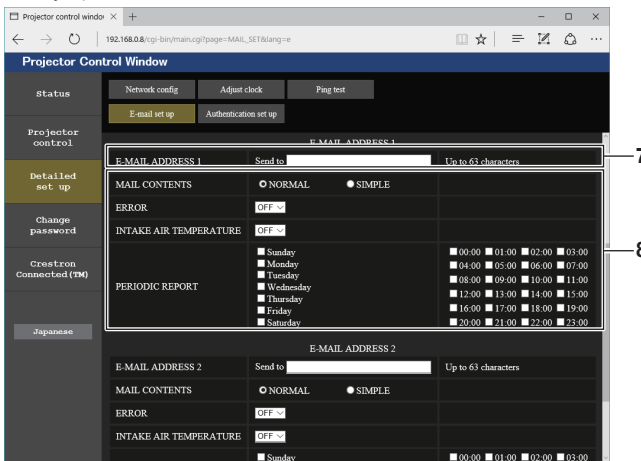 Projector control window
192.168.0.8/cgi-bin/main.cgi?page=MAIL_SET&lang=e
Projector Control Window
Status
Projector control
Detailed set up
Change password
Crestron Connected(TM)
Japanese
Network config Adjust clock Ping test
E-mail set up Authentication set up
E-MAIL ADDRESS 1
E-MAIL ADDRESS 1 Send to Up to 63 characters
7
MAIL CONTENTS NORMAL SIMPLE
ERROR OFF
INTAKE AIR TEMPERATURE OFF
8
PERIODIC REPORT
Sunday 00:00 01:00 02:00 03:00
Monday 04:00 05:00 06:00 07:00
Tuesday 08:00 09:00 10:00 11:00
Wednesday
Thursday 12:00 13:00 14:00 15:00
Friday 16:00 17:00 18:00 19:00
Saturday 20:00 21:00 22:00 23:00
E-MAIL ADDRESS 2
E-MAIL ADDRESS 2 Send to Up to 63 characters
MAIL CONTENTS NORMAL SIMPLE
ERROR OFF
INTAKE AIR TEMPERATURE OFF
Sunday 00:00 01:00 02:00 03:00